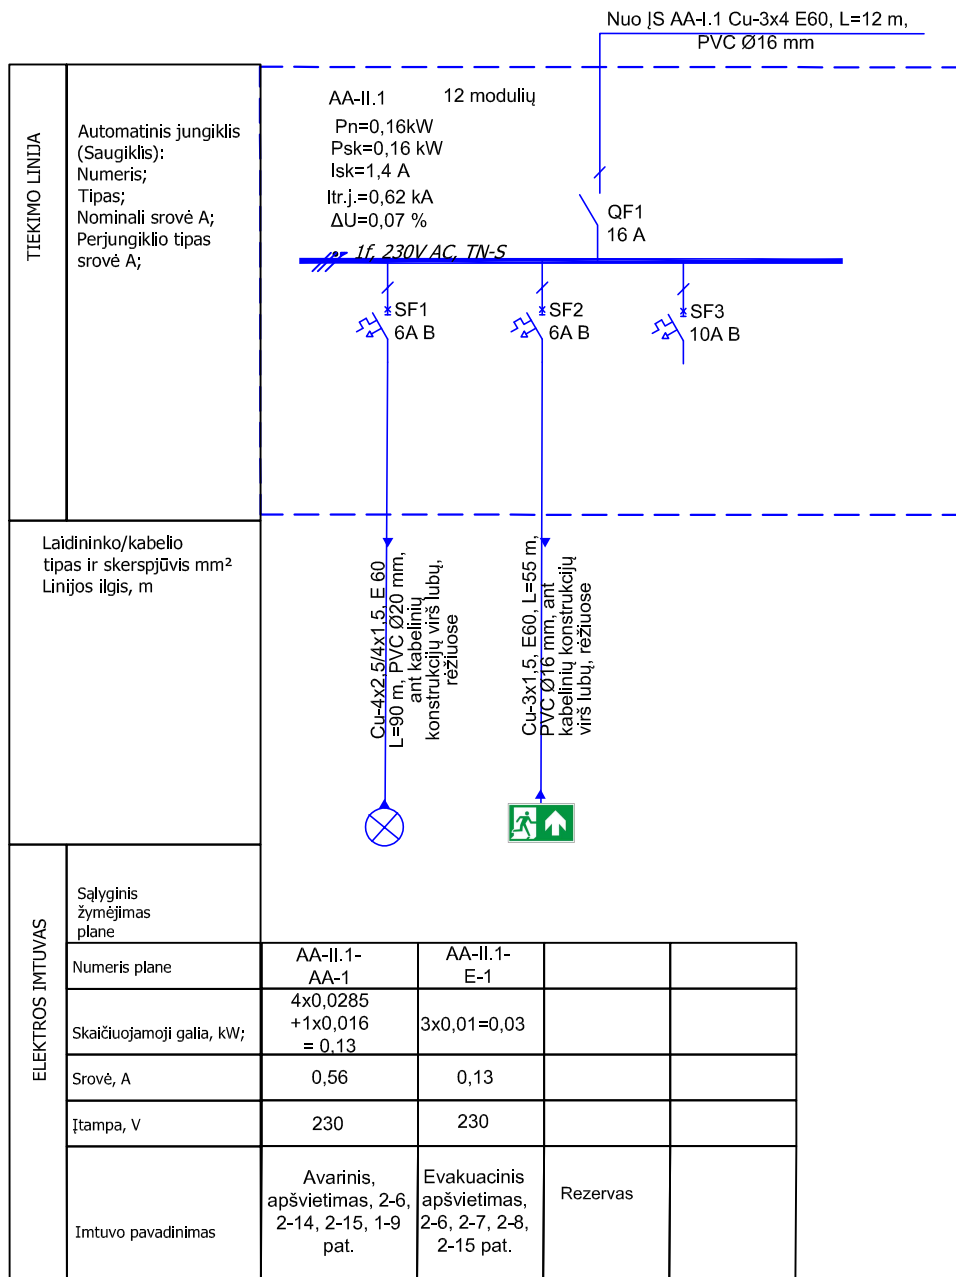 Nuo ĮS AA-I.1 Cu-3x4 E60, L=12 m,
PVC Ø16 mm
TIEKIMO LINIJA
Automatinis jungiklis
(Saugiklis):
Numeris;
Tipas;
Nominali srovė A;
Perjungiklio tipas
srovė A;
AA-II.1
12 modulių
Pn=0,16kW
Psk=0,16 kW
Isk=1,4 A
Itr.j.=0,62 kA
ΔU=0,07 %
QF1
16 A
1f, 230V AC, TN-S
SF1
6A B
SF2
6A B
SF3
10A B
Laidininko/kabelio
tipas ir skerspjūvis mm²
Linijos ilgis, m
Cu-4x2,5/4x1.5, E 60
L=90 m, PVC Ø20 mm,
ant kabelinių
konstrukcijų virš lubų,
rėžiuose
Cu-3x1,5, E60, L=55 m,
PVC Ø16 mm, ant
kabelinių konstrukcijų
virš lubų, rėžiuose
ELEKTROS IMTUVAS
Sąlyginis
žymėjimas
plane
Numeris plane
AA-II.1-
AA-1
AA-II.1-
E-1
Skaičiuojamoji galia, kW;
4x0,0285
+1x0,016
= 0,13
3x0,01=0,03
Srovė, A
0,56
0,13
Įtampa, V
230
230
Imtuvo pavadinimas
Avarinis,
apšvietimas, 2-6,
2-14, 2-15, 1-9
pat.
Evakuacinis
apšvietimas,
2-6, 2-7, 2-8,
2-15 pat.
Rezervas